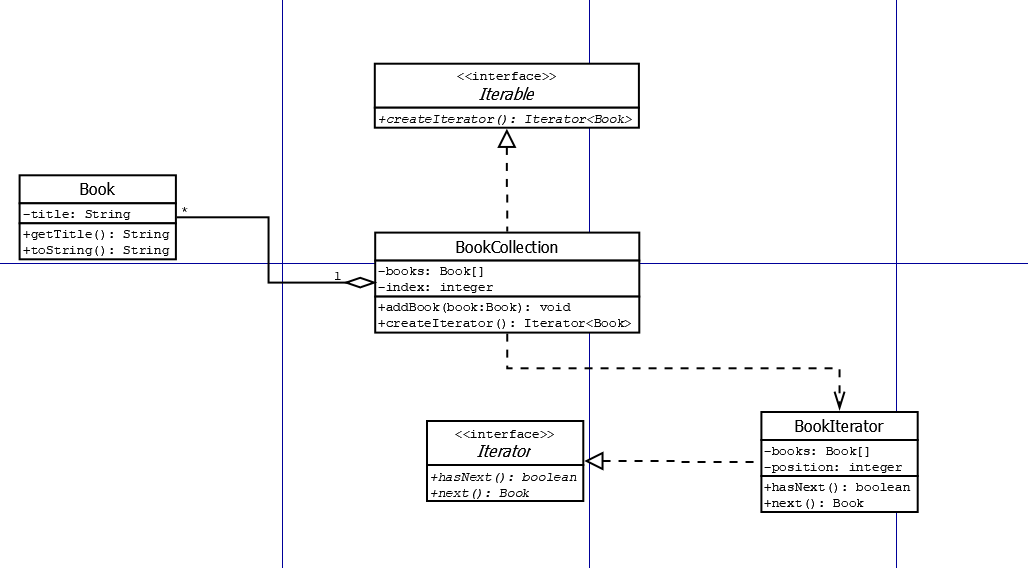 <<interface>>
Iterable
+createIterator(): Iterator<Book>
Book
-title: String
+getTitle(): String
+toString(): String
*
1
BookCollection
-books: Book[]
-index: integer
+addBook(book:Book): void
+createIterator(): Iterator<Book>
<<interface>>
Iterator
+hasNext(): boolean
+next(): Book
BookIterator
-books: Book[]
-position: integer
+hasNext(): boolean
+next(): Book